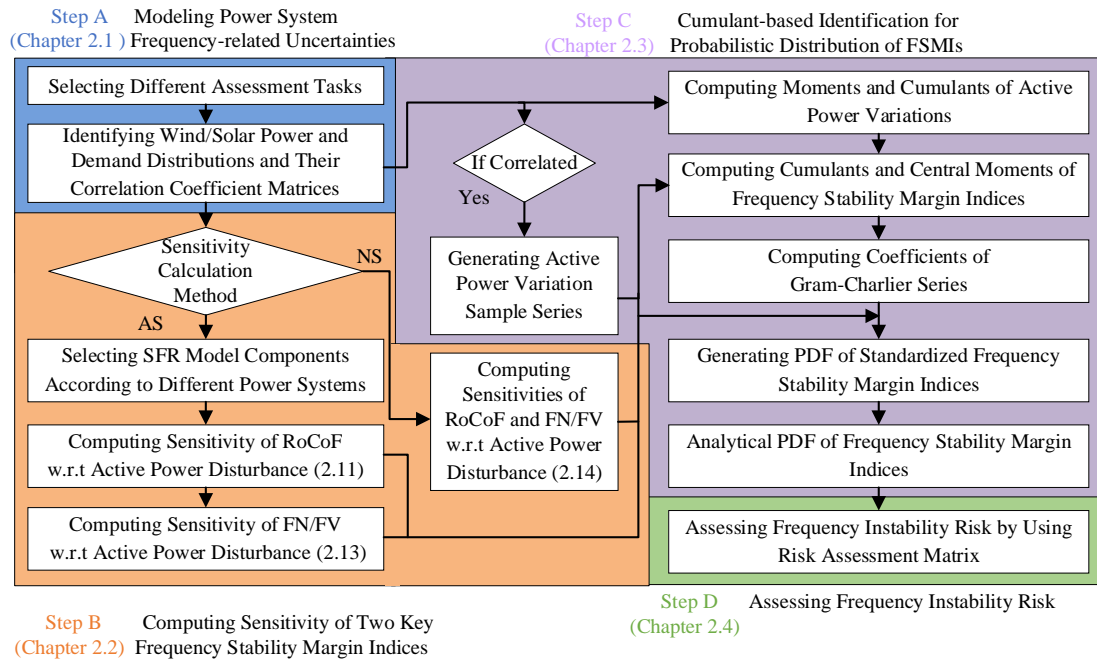 Step A
(Chapter 2.1)
Modeling Power System
Frequency-related Uncertainties
Step C
(Chapter 2.3)
Cumulant-based Identification for
Probabilistic Distribution of FSMIs
Selecting Different Assessment Tasks
Identifying Wind/Solar Power and
Demand Distributions and Their
Correlation Coefficient Matrices
Sensitivity
Calculation
Method
NS
AS
Selecting SFR Model Components
According to Different Power Systems
Computing Sensitivity of RoCoF
w.r.t Active Power Disturbance (2.11)
Computing Sensitivity of FN/FV
w.r.t Active Power Disturbance (2.13)
If Correlated
Yes
Generating Active
Power Variation
Sample Series
Computing
Sensitivities of
RoCoF and FN/FV
w.r.t Active Power
Disturbance (2.14)
Computing Moments and Cumulants of Active
Power Variations
Computing Cumulants and Central Moments of
Frequency Stability Margin Indices
Computing Coefficients of
Gram-Charlier Series
Generating PDF of Standardized Frequency
Stability Margin Indices
Analytical PDF of Frequency Stability Margin
Indices
Assessing Frequency Instability Risk by Using
Risk Assessment Matrix
Step B
(Chapter 2.2)
Computing Sensitivity of Two Key
Frequency Stability Margin Indices
Step D
(Chapter 2.4)
Assessing Frequency Instability Risk